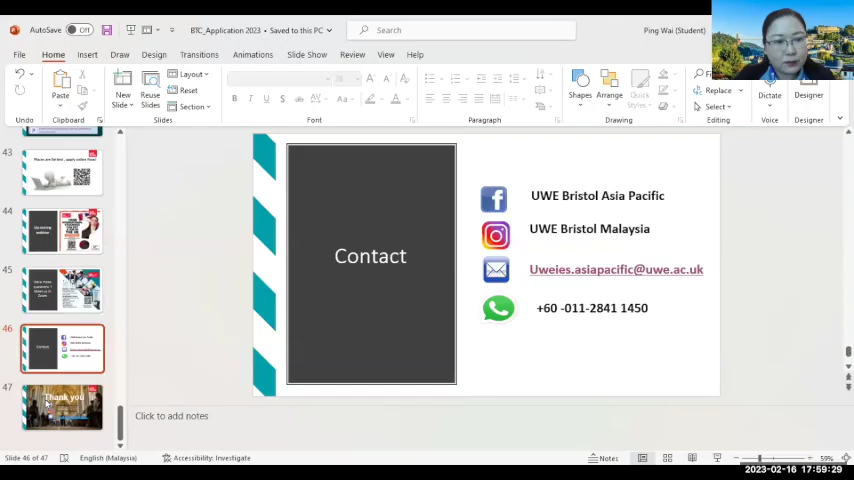 AutoSave Off
BTC_Application 2023 • Saved to this PC
Search
Ping Wai (Student)
File Home Insert Draw Design Transitions Animations Slide Show Review View Help
Paste
New Slide
Reuse Slides
Layout
Reset
Section
Shapes
Arrange
Quick Styles
Replace
Select
Dictate
Designer
Undo Clipboard Slides Font Paragraph Drawing Editing Voice Designer
43
44
45
46
47
Contact
Thank you
Contact
UWE Bristol Asia Pacific
UWE Bristol Malaysia
Uweies.asiapacific@uwe.ac.uk
+60 -011-2841 1450
Click to add notes
Slide 46 of 47 English (Malaysia) Accessibility: Investigate Notes 59%
2023-02-16 17:59:29